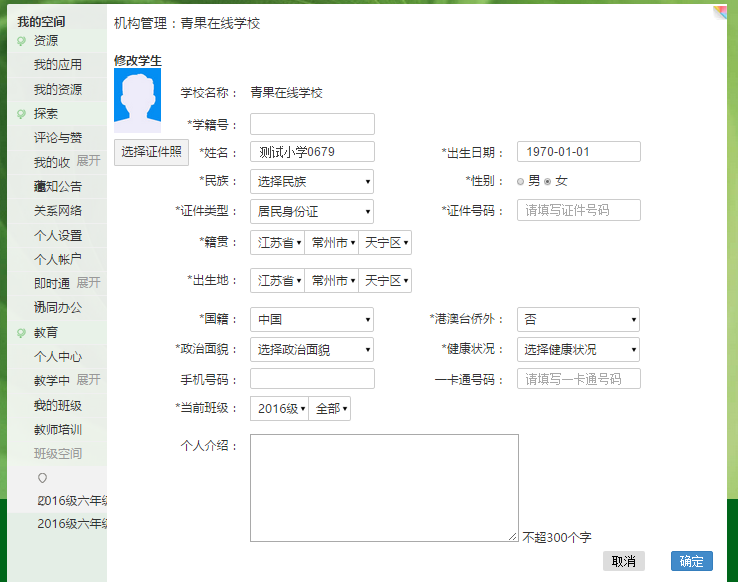 我的空间
资源
我的应用
我的资源
探索
评论与赞
我的收 展开
通知公告
关系网络
个人设置
个人帐户
即时通 展开
协同办公
教育
个人中心
教学中 展开
我的班级
教师培训
班级空间
2016级六年级
2016级六年级
机构管理：青果在线学校
修改学生
学校名称： 青果在线学校
*学籍号：
选择证件照
*姓名： 测试小学0679 *出生日期： 1970-01-01
*民族： 选择民族 *性别： 男 女
*证件类型： 居民身份证 *证件号码： 请填写证件号码
*籍贯： 江苏省 常州市 天宁区
*出生地： 江苏省 常州市 天宁区
*国籍： 中国 *港澳台侨外： 否
*政治面貌： 选择政治面貌 *健康状况： 选择健康状况
手机号码： 一卡通号码： 请填写一卡通号码
*当前班级： 2016级 全部
个人介绍：
不超300个字
取消 确定